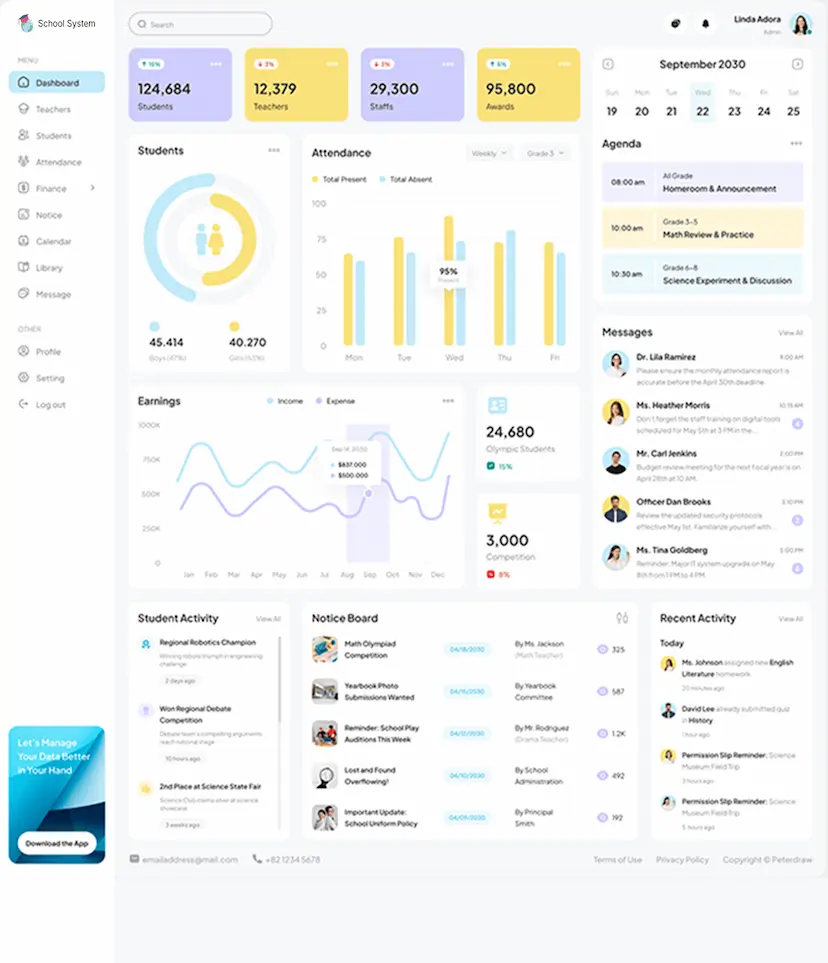 School System
MENU
Dashboard
Teachers
Students
Attendance
Finance
Notice
Calendar
Library
Message
OTHER
Profile
Setting
Log out
Let's Manage
Your Data Better
in Your Hand
Download the App
Search
Linda Adora
Admin
15%
124,684
Students
3%
12,379
Teachers
3%
29,300
Staffs
5%
95,800
Awards
Students
45.414
40.270
Boys (47%)
Attendance
Weekly
Grade 3
Total Present
Total Absent
100
75
50
25
0
95%
Present
Mon
Tue
Wed
Thu
Fri
September 2030
Sun Mon Tue Wed Thu Fri Sat
19 20 21 22 23 24 25
Agenda
08:00 am
All Grade
Homeroom & Announcement
10:00 am
Grade 3-5
Math Review & Practice
10:30 am
Grade 6-8
Science Experiment & Discussion
Earnings
Income
Expense
1000K
750K
500K
250K
0
Sep 14, 2030
$837.000
$500.000
Jan Feb Mar Apr May Jun Jul Aug Sep Oct Nov Dec
24,680
Olympic Students
15%
3,000
Competition
8%
Messages
View All
Dr. Lila Ramirez
9:00 AM
Please ensure the monthly attendance report is
accurate before the April 30th deadline
Ms. Heather Morris
10:15 AM
Don't forget the staff training on digital tools
scheduled for May 5th at 3 PM in the...
Mr. Carl Jenkins
2:00 PM
Budget review meeting for the next fiscal year is on
April 28th at 10 AM.
Officer Dan Brooks
3:10 PM
Review the updated security protocols
effective May 1st. Familiarize yourself with...
Ms. Tina Goldberg
5:00 PM
Reminder: Major IT system upgrade on May
8th from 1 PM to 4 PM.
Student Activity
View All
Regional Robotics Champion
Winning robotics triumph in engineering
challenge
2 days ago
Won Regional Debate
Competition
Debate team's compelling arguments
reach national stage
10 hours ago
2nd Place at Science State Fair
Science Club claims silver at science
showcase
3 weeks ago
Notice Board
Math Olympiad
Competition
04/18/2030
By Ms. Jackson
(Math Teacher)
325
Yearbook Photo
Submissions Wanted
04/15/2030
By Yearbook
Committee
587
Reminder: School Play
Auditions This Week
04/12/2030
By Mr. Rodriguez
(Drama Teacher)
1.2K
Lost and Found
Overflowing!
04/10/2030
By School
Administration
492
Important Update:
School Uniform Policy
By Principal
Smith
192
Recent Activity
View All
Today
Ms. Johnson assigned new English
Literature homework
20 minutes ago
David Lee already submitted quiz
in History
1 hour ago
Permission Slip Reminder: Science
Museum Field Trip
3 hours ago
Permission Slip Reminder: Science
Museum Field Trip
5 hours ago
emailaddress@mail.com
+82 1234 5678
Terms of Use
Privacy Policy
Copyright © Peterdraw